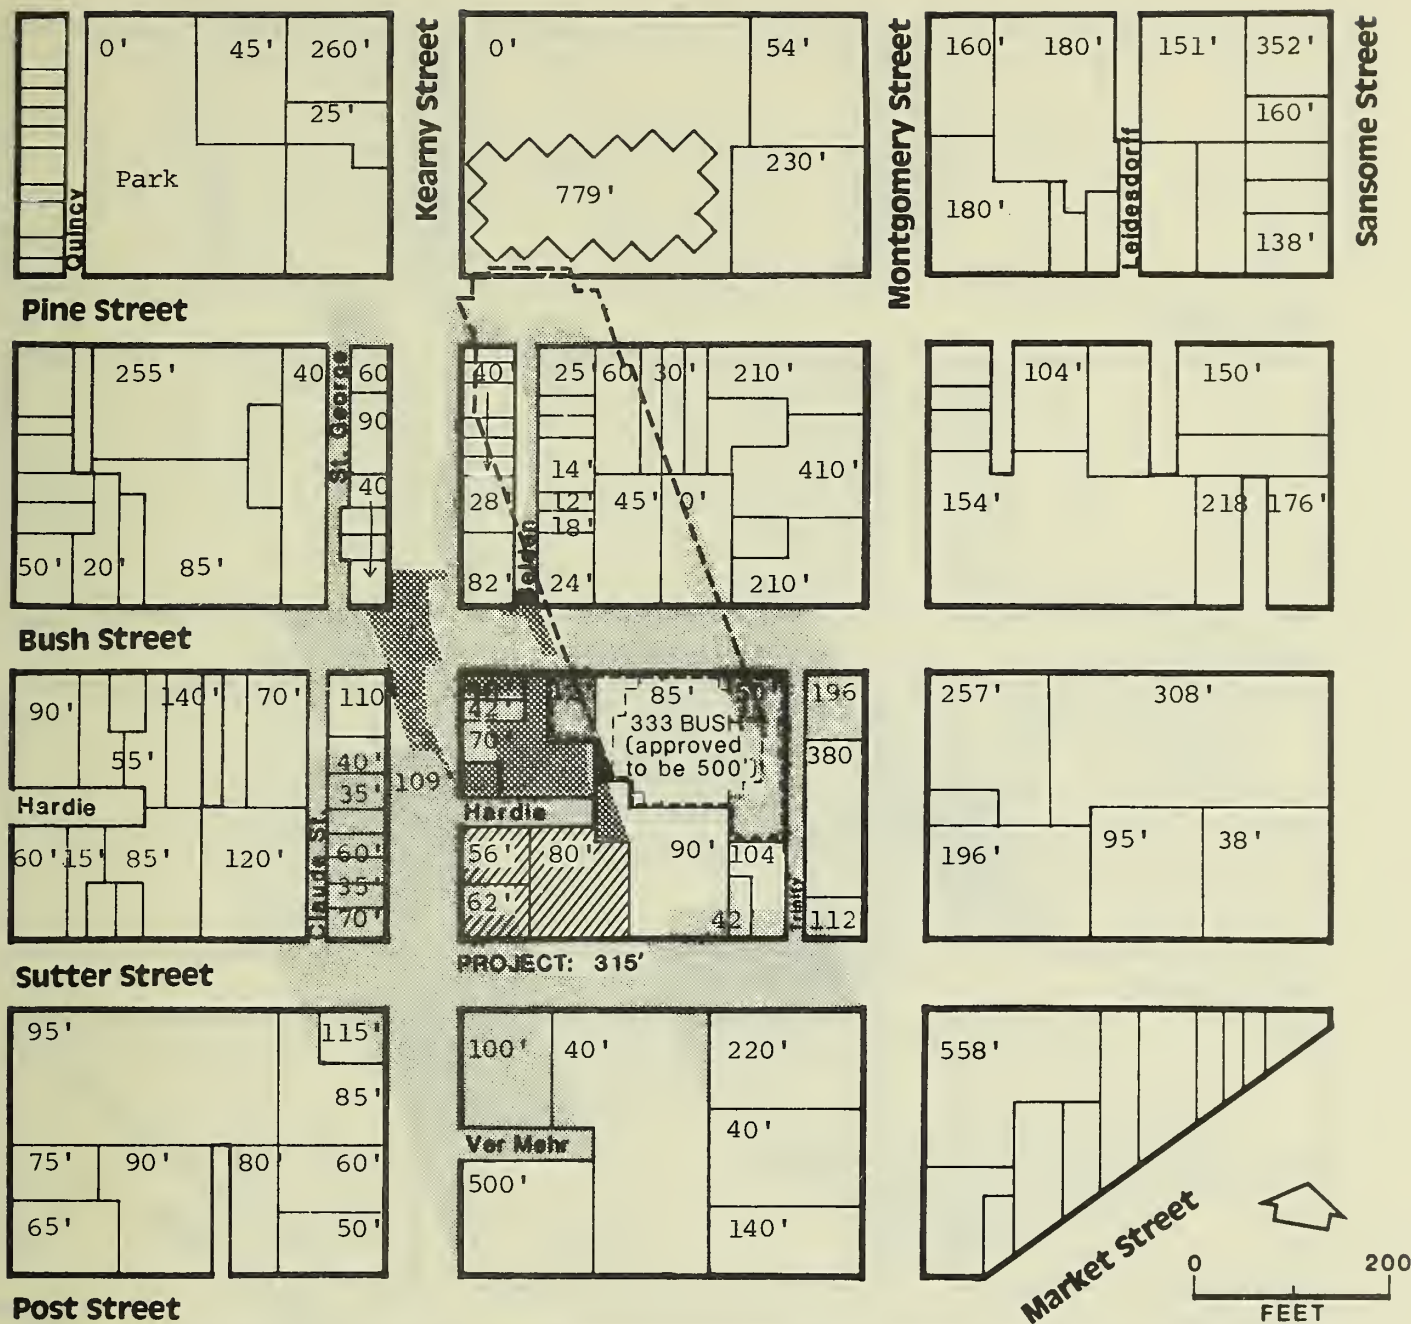 0' 45' 260' 0' 54' 160' 180' 151' 352'
25' 160'
Park 779' 230' 180' 138'
Quincy
Kearny Street
Montgomery Street
Leidesdorff
Sansome Street
Pine Street
255' 40 60 40' 25' 60' 30' 210' 104' 150'
St. George
90
40 14' 410'
28 12' 45' 0' 154' 218 176'
18'
50' 20' 85' 82' 24' 210'
Bush Street
90' 140' 70' 110' 85' 50' 196 257' 308'
42'
55' 40' 70' 333 BUSH 380
(approved
to be 500')
35' 109'
Hardie Hardie
60' 15' 85' 120' 60' 56' 80' 90' 104 196' 95' 38'
Claude St.
35' 62'
70' 42 112
Trinity
Sutter Street
PROJECT: 315'
95' 115' 100' 40' 220' 558'
85'
40'
Ver Mehr
75' 90' 80 60' 500'
65' 50' 140'
Market Street
0 200
FEET
Post Street